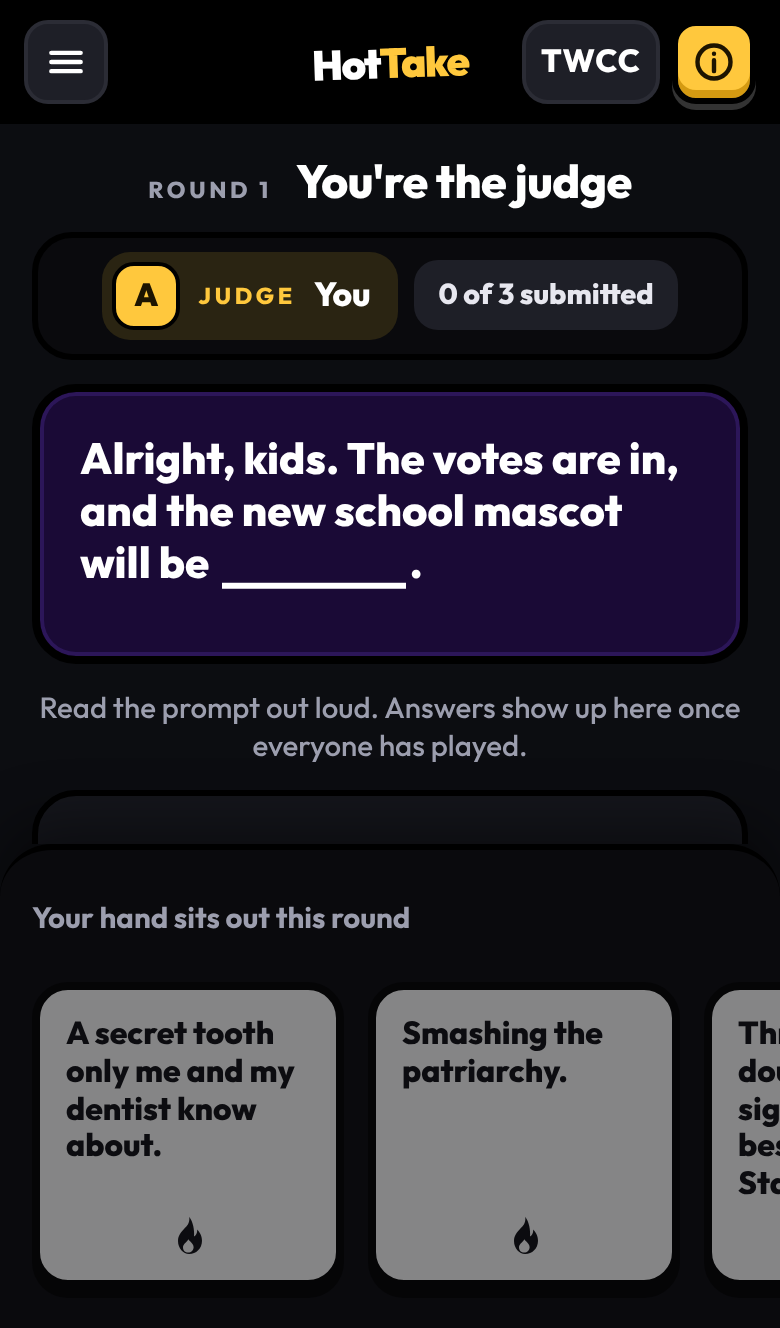 HotTake
TWCC
ROUND 1 You're the judge
A JUDGE You 0 of 3 submitted
Alright, kids. The votes are in,
and the new school mascot
will be ________.
Read the prompt out loud. Answers show up here once
everyone has played.
Your hand sits out this round
A secret tooth
only me and my
dentist know
about.
Smashing the
patriarchy.